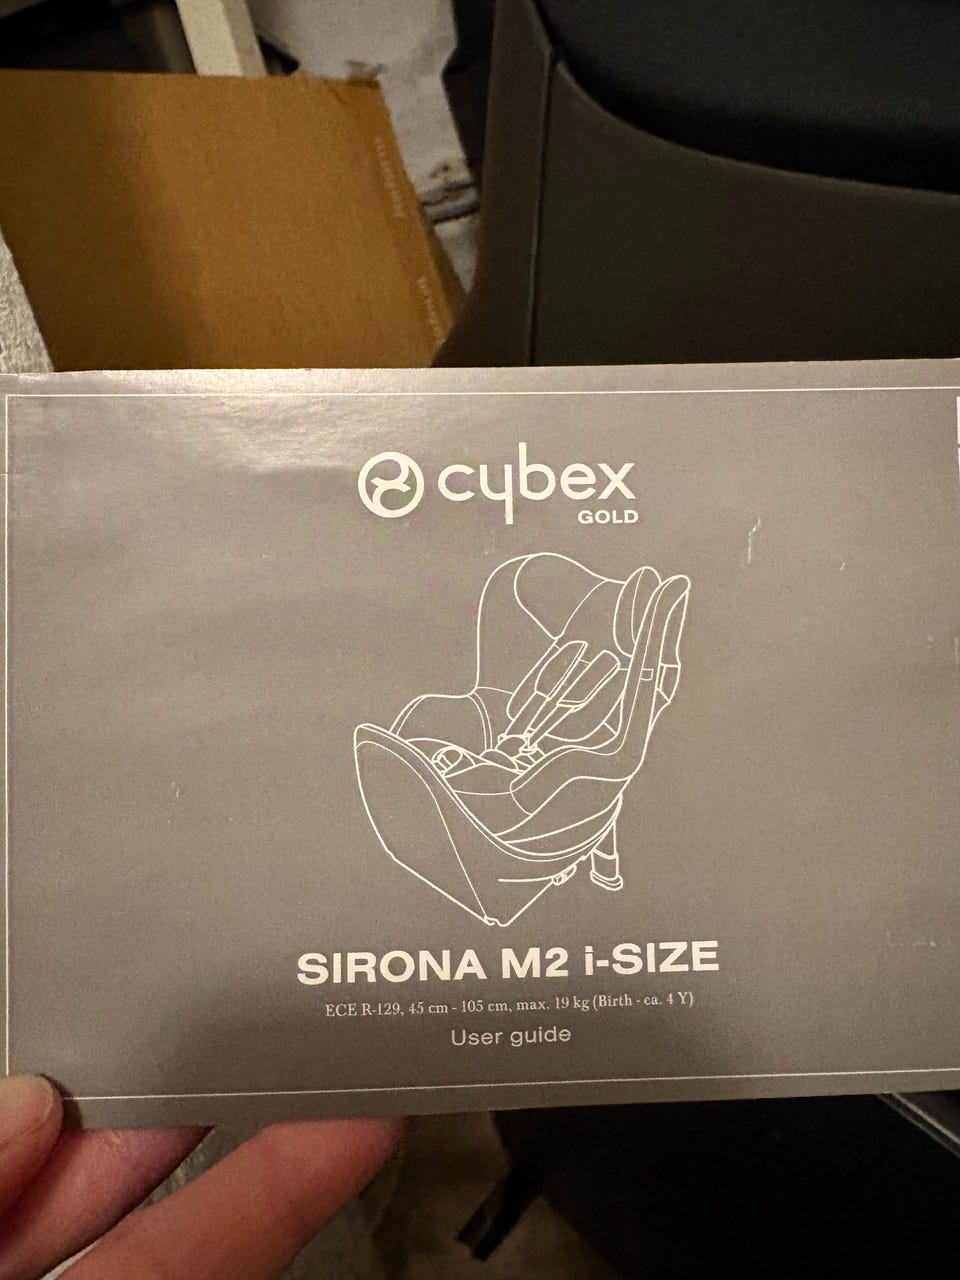 cybex
GOLD
SIRONA M2 i-SIZE
ECE R-129, 45 cm - 105 cm, max. 19 kg (Birth - ca. 4 Y)
User guide